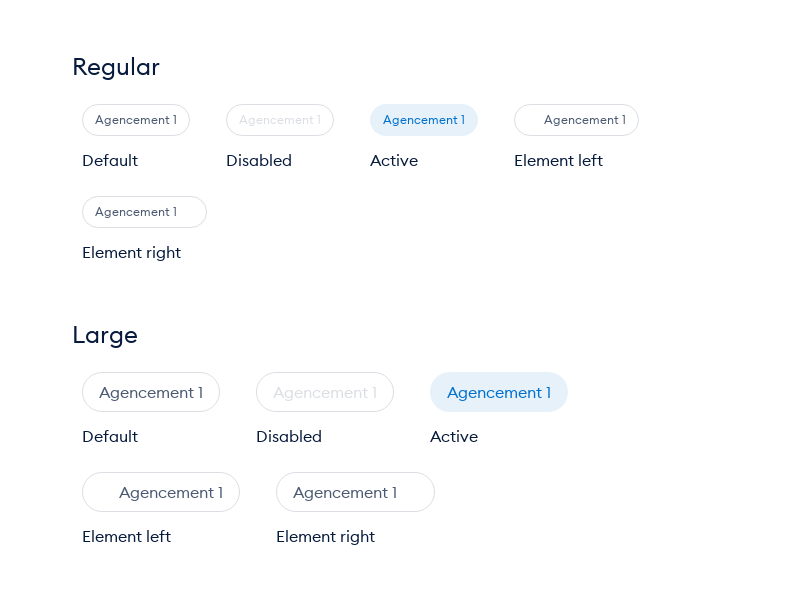 Regular
Agencement 1 Agencement 1 Agencement 1 Agencement 1
Default Disabled Active Element left
Agencement 1
Element right
Large
Agencement 1 Agencement 1 Agencement 1
Default Disabled Active
Agencement 1 Agencement 1
Element left Element right